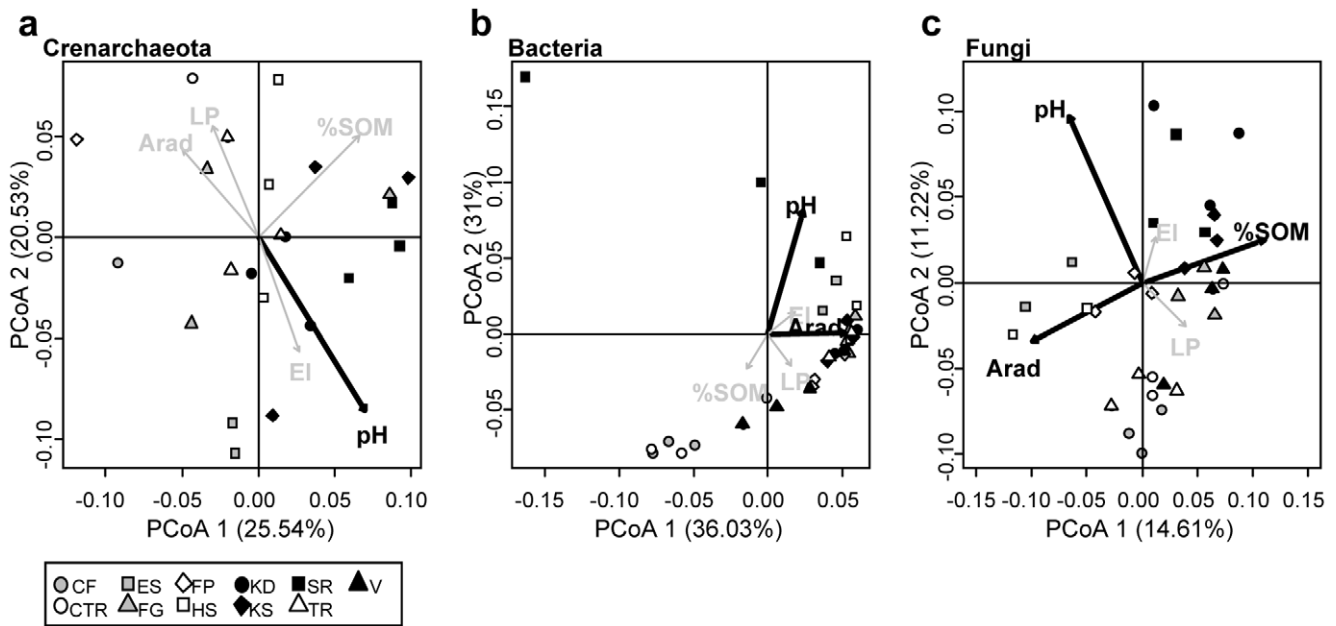 a
Crenarchaeota
PCoA 2 (20.53%)
0.05
0.00
-0.05
-0.10
LP
Arad
%SOM
EI
pH
-0.10
-0.05
0.00
0.05
0.10
PCoA 1 (25.54%)
b
Bacteria
PCoA 2 (31%)
0.15
0.10
0.05
0.00
-0.05
pH
EI
Arad
%SOM
LP
-0.15
-0.10
-0.05
0.00
0.05
PCoA 1 (36.03%)
c
Fungi
PCoA 2 (11.22%)
0.10
0.05
0.00
-0.05
-0.10
pH
EI
%SOM
Arad
LP
-0.15
-0.10
-0.05
0.00
0.05
0.10
0.15
PCoA 1 (14.61%)
CF ES FP KD SR V
CTR FG HS KS TR